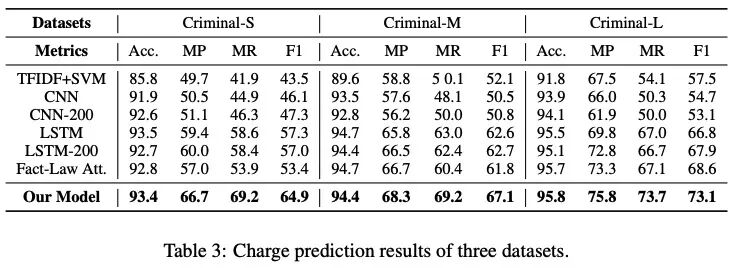 Datasets Criminal-S Criminal-M Criminal-L
Metrics Acc. MP MR F1 Acc. MP MR F1 Acc. MP MR F1
TFIDF+SVM 85.8 49.7 41.9 43.5 89.6 58.8 5 0.1 52.1 91.8 67.5 54.1 57.5
CNN 91.9 50.5 44.9 46.1 93.5 57.6 48.1 50.5 93.9 66.0 50.3 54.7
CNN-200 92.6 51.1 46.3 47.3 92.8 56.2 50.0 50.8 94.1 61.9 50.0 53.1
LSTM 93.5 59.4 58.6 57.3 94.7 65.8 63.0 62.6 95.5 69.8 67.0 66.8
LSTM-200 92.7 60.0 58.4 57.0 94.4 66.5 62.4 62.7 95.1 72.8 66.7 67.9
Fact-Law Att. 92.8 57.0 53.9 53.4 94.7 66.7 60.4 61.8 95.7 73.3 67.1 68.6
Our Model 93.4 66.7 69.2 64.9 94.4 68.3 69.2 67.1 95.8 75.8 73.7 73.1
Table 3: Charge prediction results of three datasets.